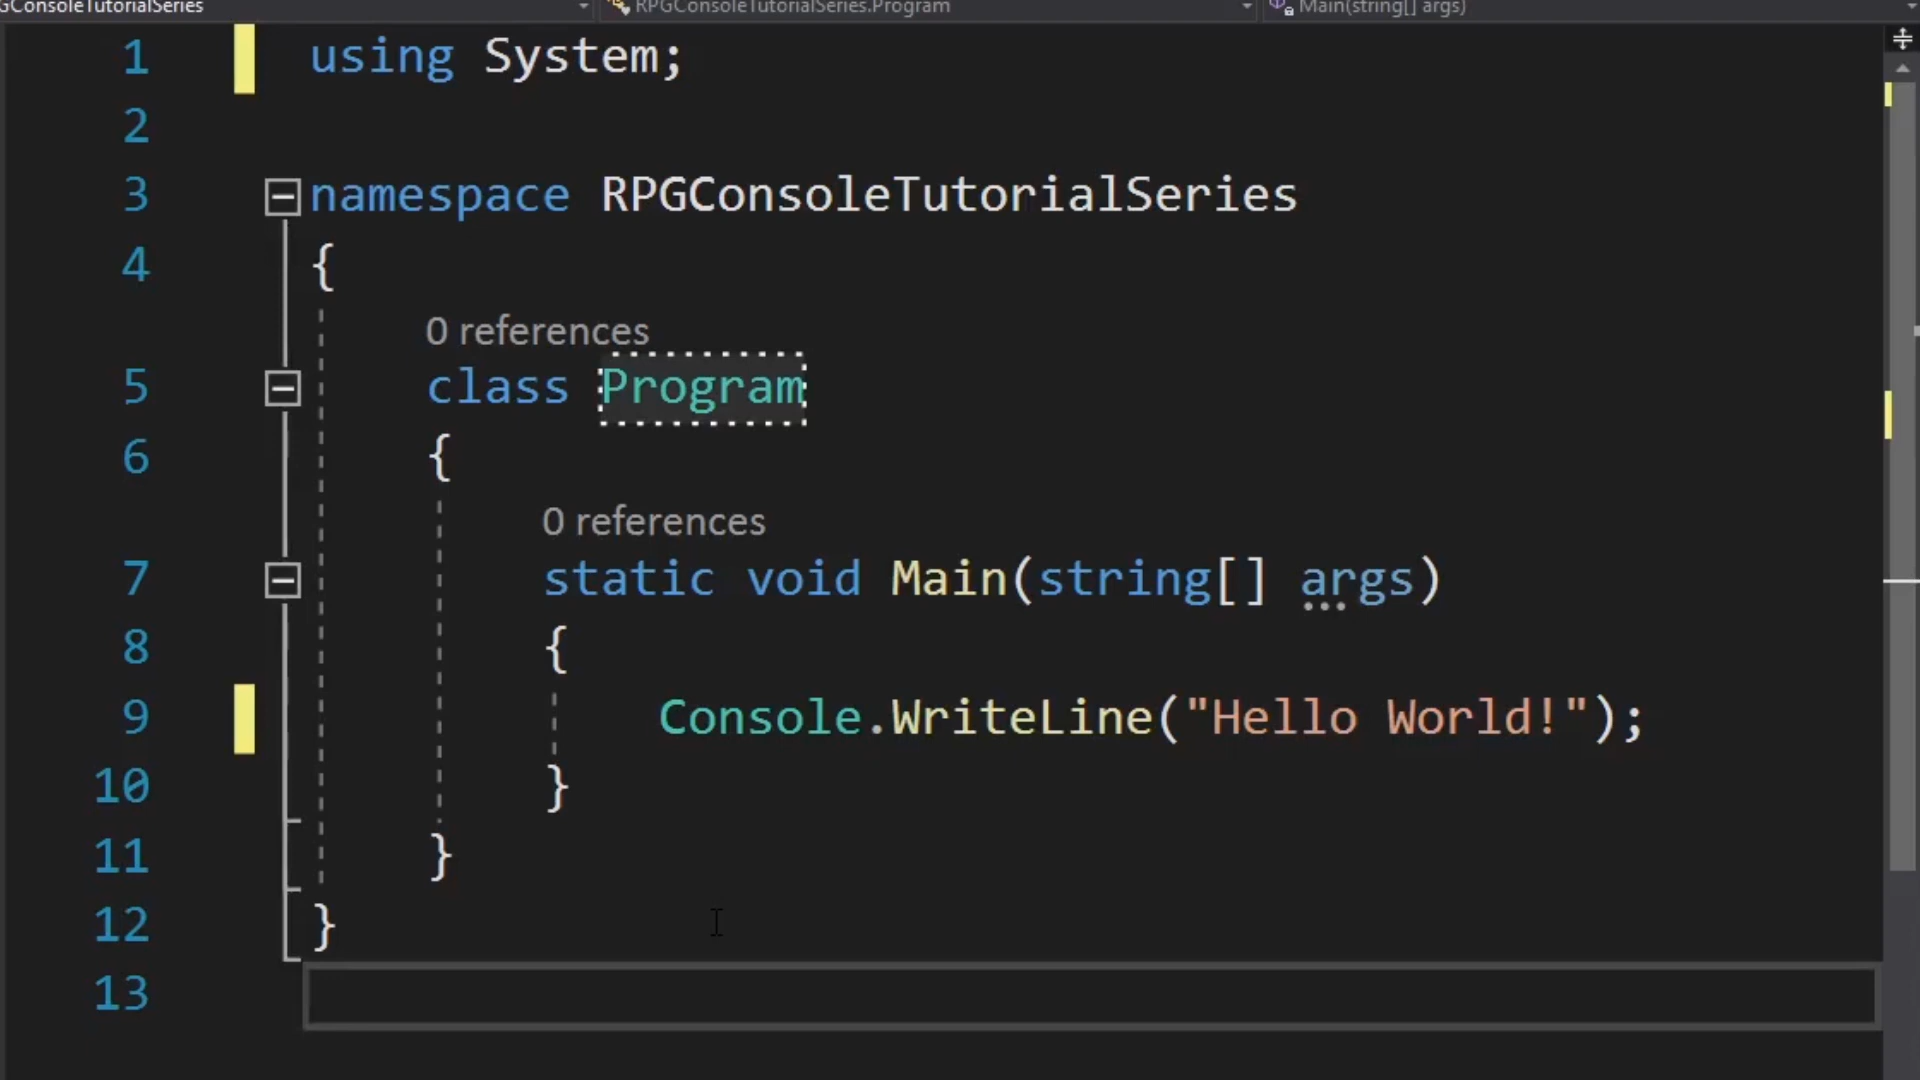 GConsoleTutorialSeries RPGConsoleTutorialSeries.Program Main(string[] args)
1 using System;
2
3 namespace RPGConsoleTutorialSeries
4 {
0 references
5 class Program
6 {
0 references
7 static void Main(string[] args)
8 {
9 Console.WriteLine("Hello World!");
10 }
11 }
12 }
13